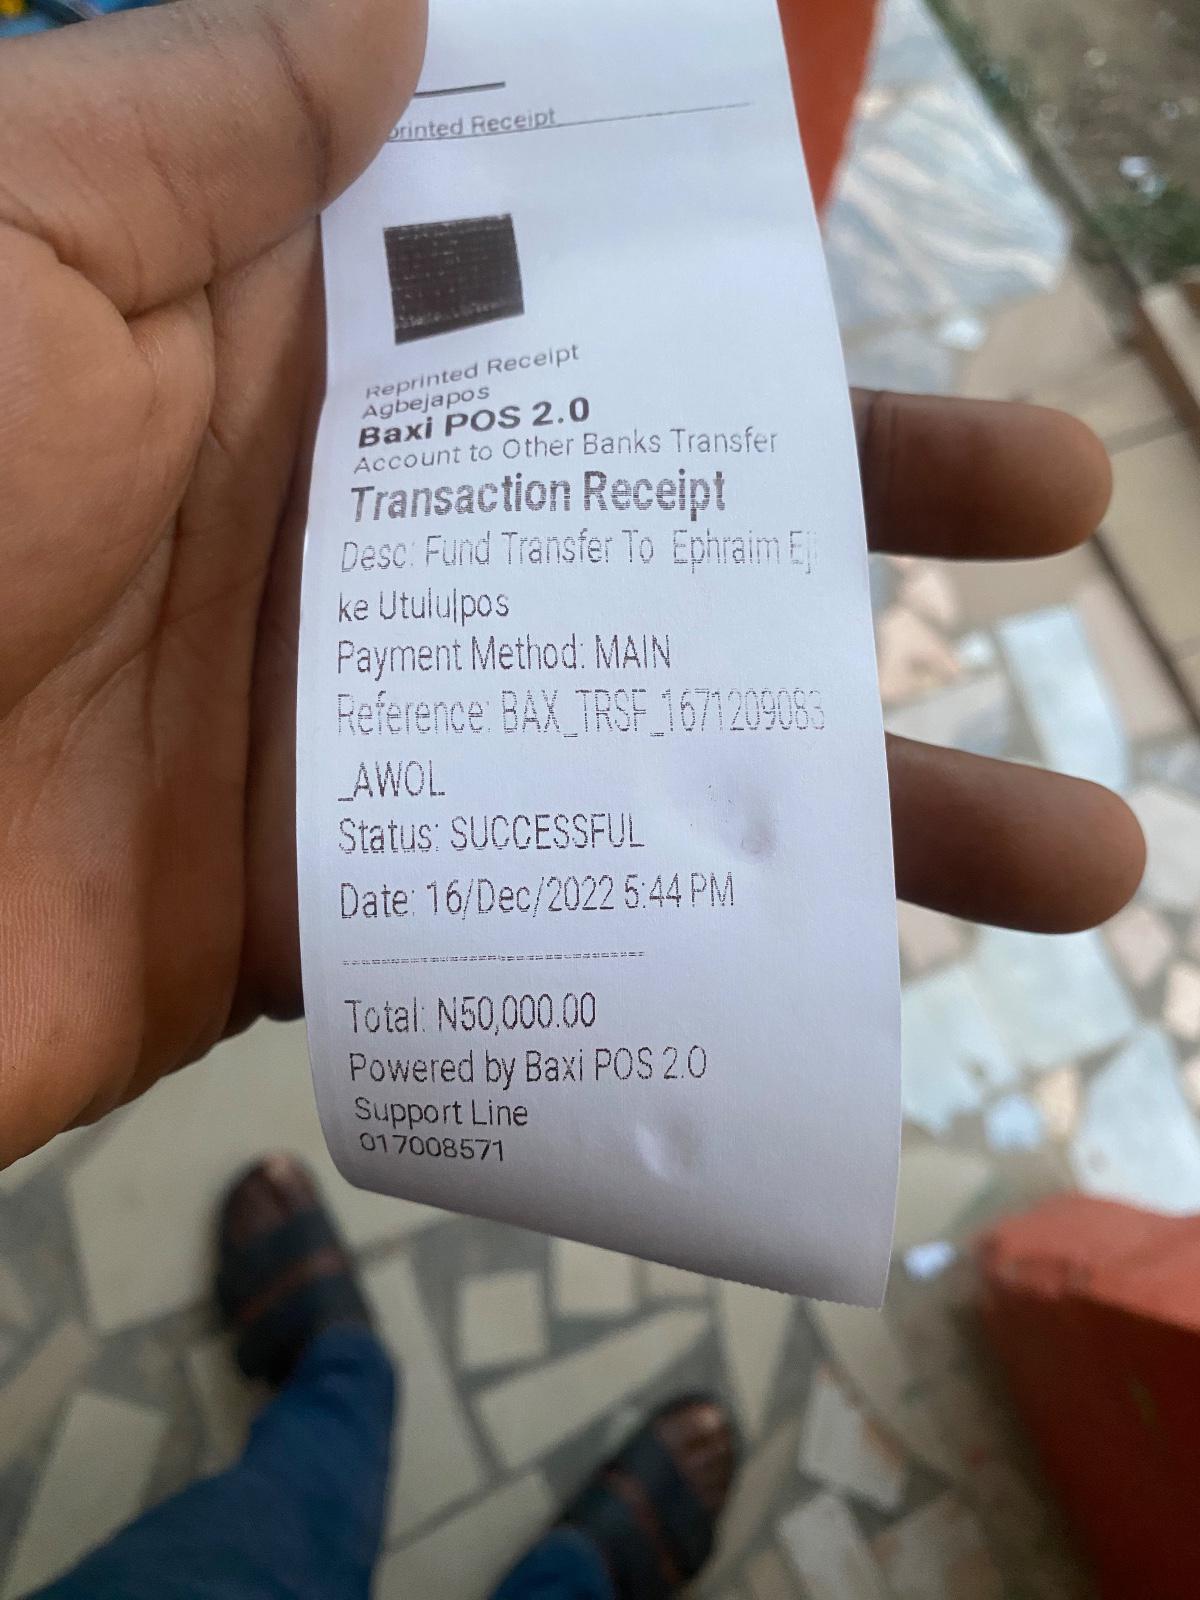 printed Receipt
Reprinted Receipt
Agbejapos
Baxi POS 2.0
Account to Other Banks Transfer
Transaction Receipt
Desc: Fund Transfer To Ephraim Ej
ke Utulu|pos
Payment Method: MAIN
Reference: BAX_TRSF_1671209083
_AWOL
Status: SUCCESSFUL
Date: 16/Dec/2022 5:44 PM
Total: N50,000.00
Powered by Baxi POS 2.0
Support Line
017008571